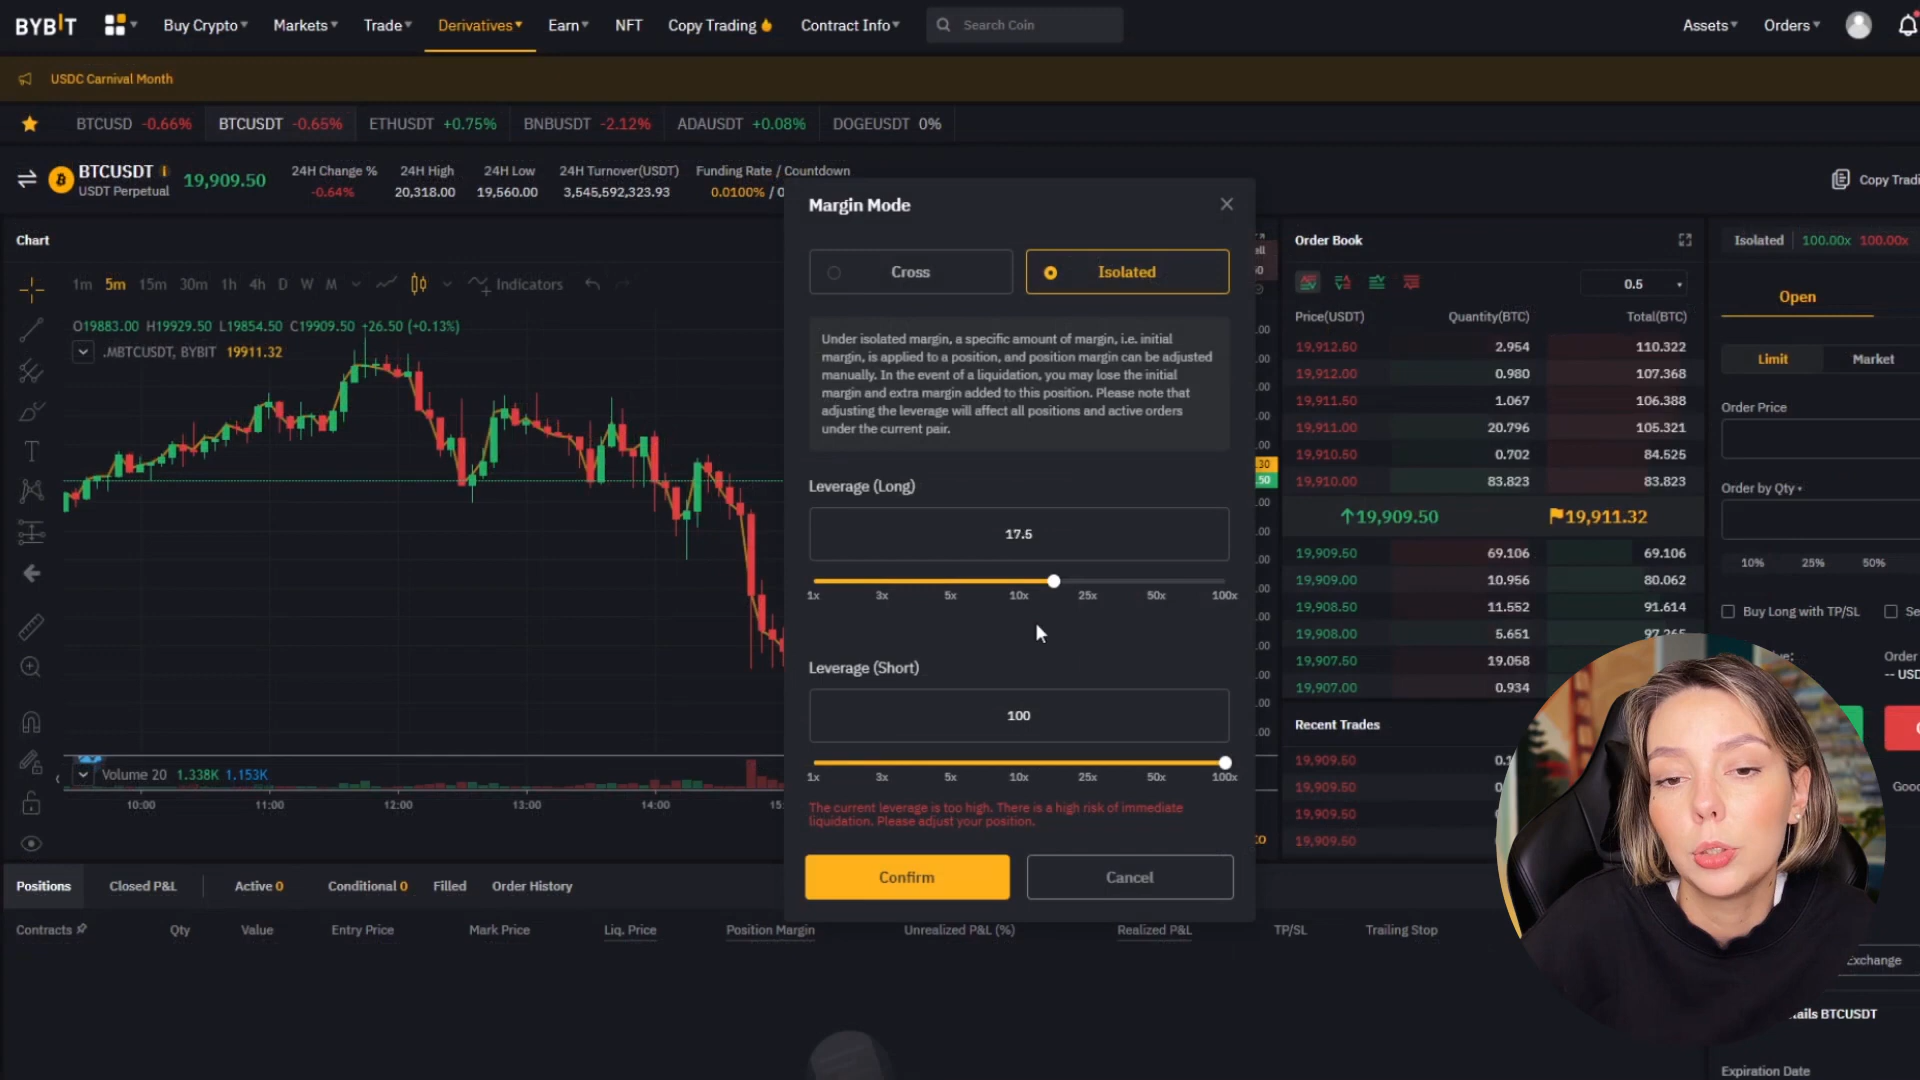 BYBIT
Buy Crypto
Markets
Trade
Derivatives
Earn
NFT
Copy Trading
Contract Info
Search Coin
Assets
Orders
USDC Carnival Month
BTCUSD -0.66%
BTCUSDT -0.65%
ETHUSDT +0.75%
BNBUSDT -2.12%
ADAUSDT +0.08%
DOGEUSDT 0%
BTCUSDT
USDT Perpetual
19,909.50
24H Change %
-0.64%
24H High
20,318.00
24H Low
19,560.00
24H Turnover(USDT)
3,545,592,323.93
Funding Rate / Countdown
0.0100% / 0
Chart
1m 5m 15m 30m 1h 4h D W M
Indicators
O19883.00 H19929.50 L19854.50 C19909.50 +26.50 (+0.13%)
.MBTCUSDT, BYBIT 19911.32
Volume 20 1.338K 1.153K
10:00 11:00 12:00 13:00 14:00 15:
Margin Mode
Cross
Isolated
Under isolated margin, a specific amount of margin, i.e. initial
margin, is applied to a position, and position margin can be adjusted
manually. In the event of a liquidation, you may lose the initial
margin and extra margin added to this position. Please note that
adjusting the leverage will affect all positions and active orders
under the current pair.
Leverage (Long)
17.5
1x 3x 5x 10x 25x 50x 100x
Leverage (Short)
100
1x 3x 5x 10x 25x 50x 100x
The current leverage is too high. There is a high risk of immediate
liquidation. Please adjust your position.
Confirm
Cancel
Order Book
0.5
Price(USDT) Quantity(BTC) Total(BTC)
19,912.50 2.954 110.322
19,912.00 0.980 107.368
19,911.50 1.067 106.388
19,911.00 20.796 105.321
19,910.50 0.702 84.525
19,910.00 83.823 83.823
19,909.50 19,911.32
19,909.50 69.106 69.106
19,909.00 10.956 80.062
19,908.50 11.552 91.614
19,908.00 5.651 97.265
19,907.50 19.058
19,907.00 0.934
Recent Trades
19,909.50 0.1
19,909.50 0
19,909.50 0
19,909.50 0
Copy Tradi
Isolated 100.00x 100.00x
Open
Limit
Market
Order Price
Order by Qty
10% 25% 50%
Buy Long with TP/SL
Se
Order
-- USD
Good
Exchange
ails BTCUSDT
Expiration Date
Positions
Closed P&L
Active 0
Conditional 0
Filled
Order History
Contracts
Qty
Value
Entry Price
Mark Price
Liq. Price
Position Margin
Unrealized P&L (%)
Realized P&L
TP/SL
Trailing Stop